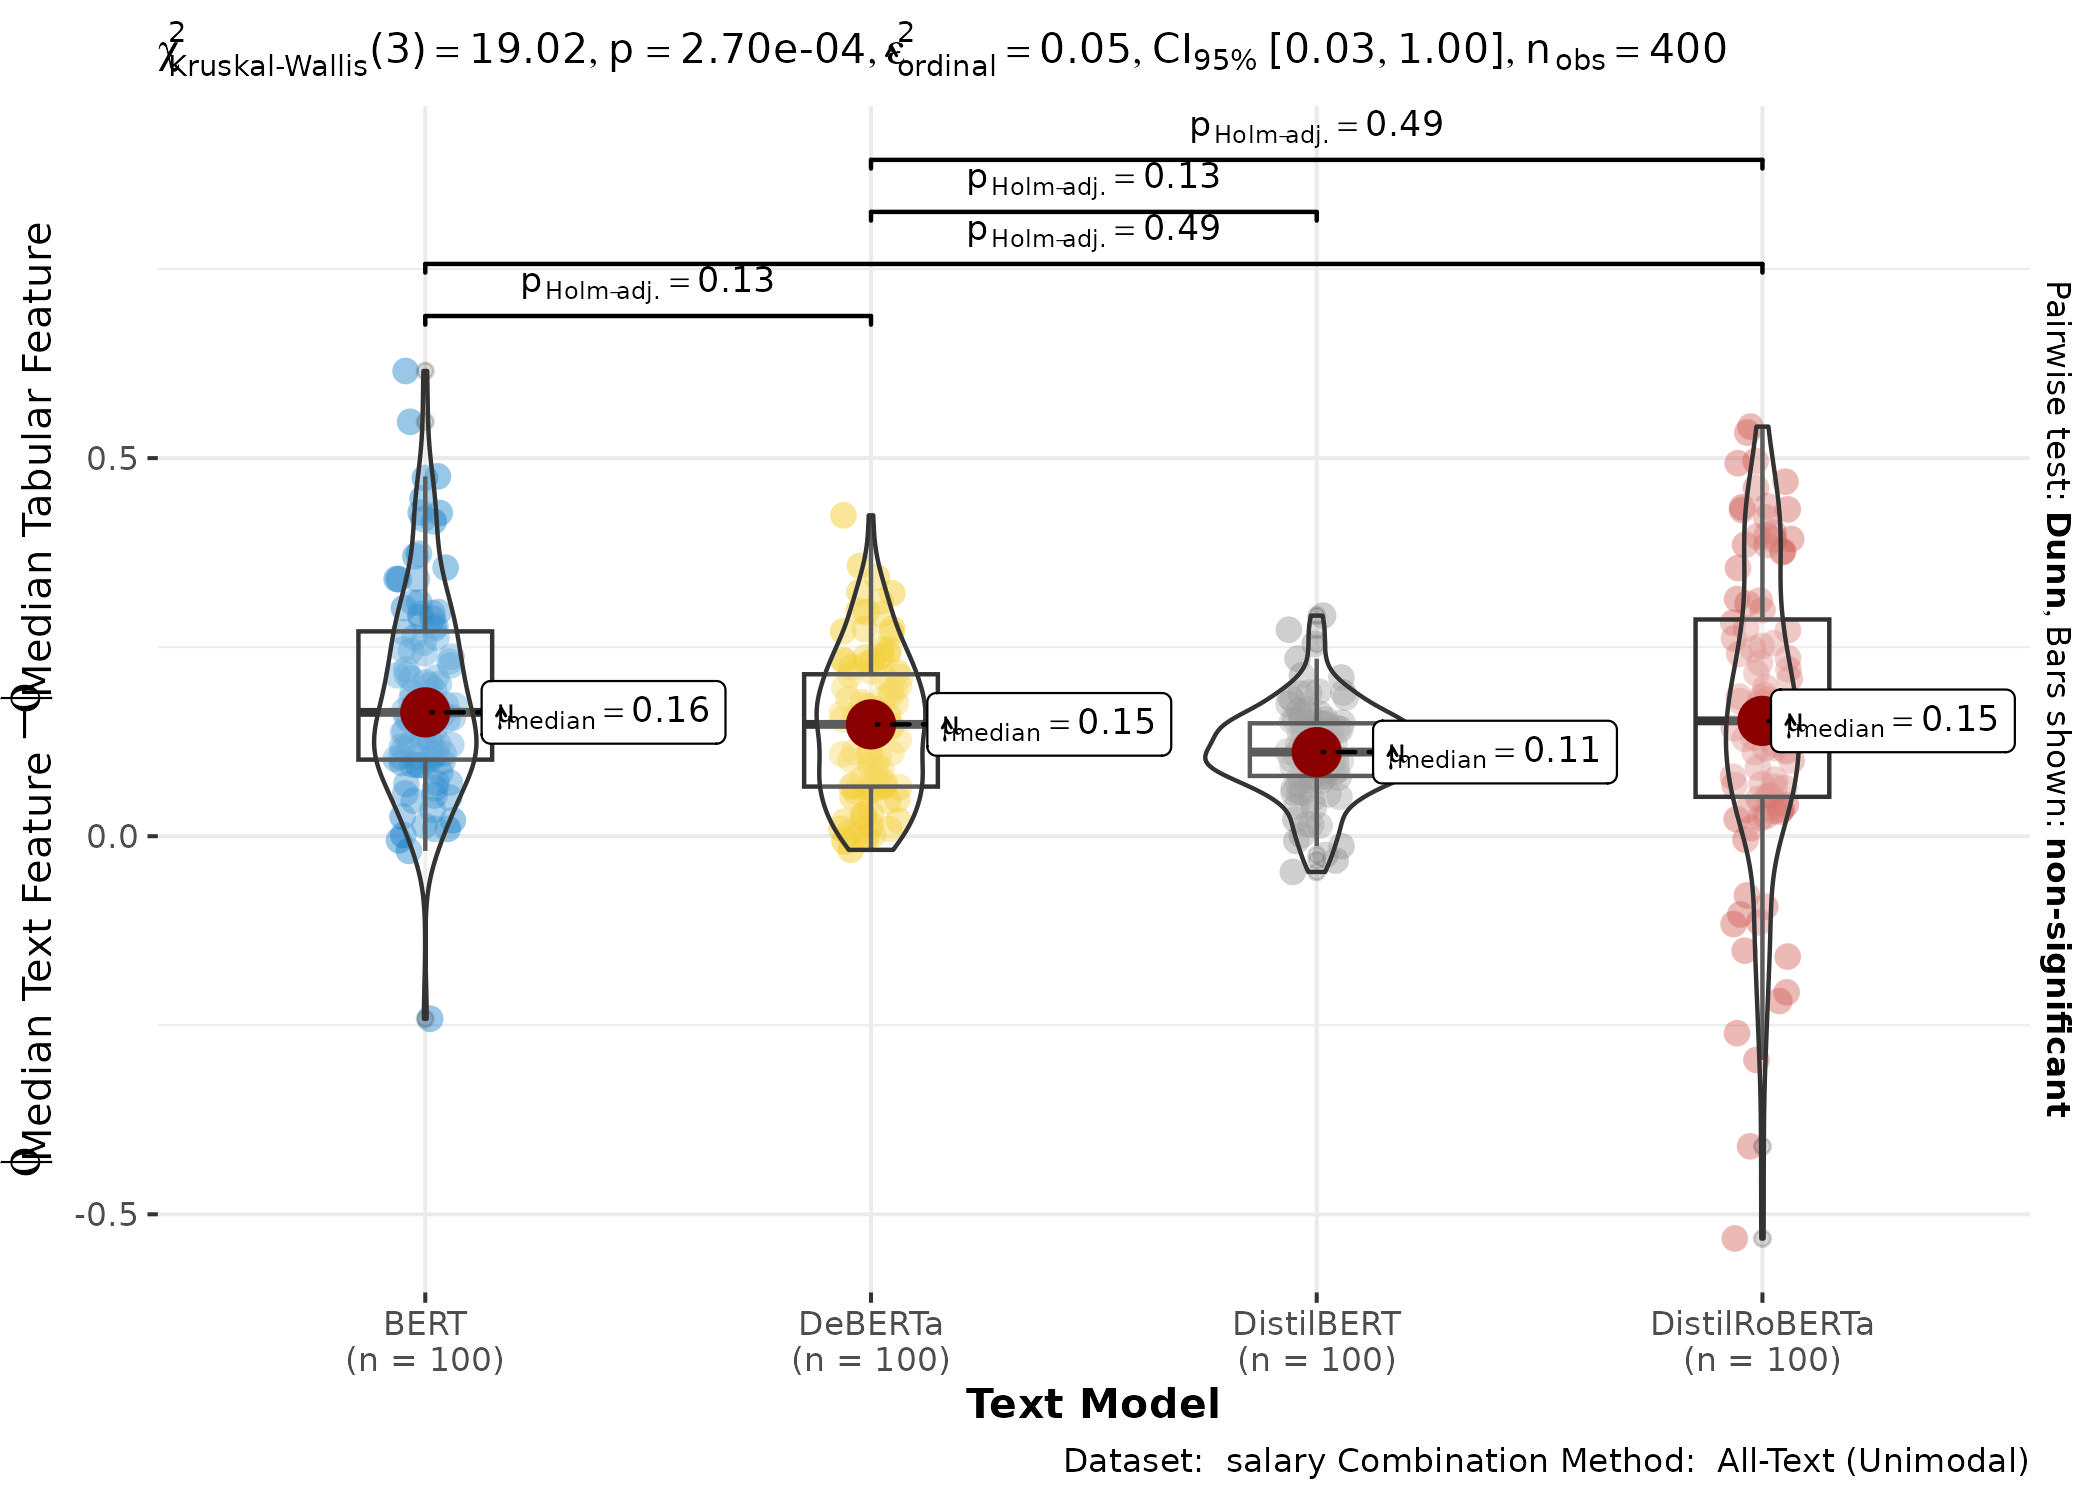 χ²Kruskal-Wallis(3) = 19.02, p = 2.70e-04, ε²ordinal = 0.05, CI95% [0.03, 1.00], nobs = 400
pHolm-adj. = 0.49
pHolm-adj. = 0.13
pHolm-adj. = 0.49
pHolm-adj. = 0.13
ϕMedian Text Feature − ϕMedian Tabular Feature
0.5
0.0
-0.5
μ̂median = 0.16
μ̂median = 0.15
μ̂median = 0.11
μ̂median = 0.15
Pairwise test: Dunn, Bars shown: non-significant
BERT
(n = 100)
DeBERTa
(n = 100)
DistilBERT
(n = 100)
DistilRoBERTa
(n = 100)
Text Model
Dataset:  salary Combination Method:  All-Text (Unimodal)